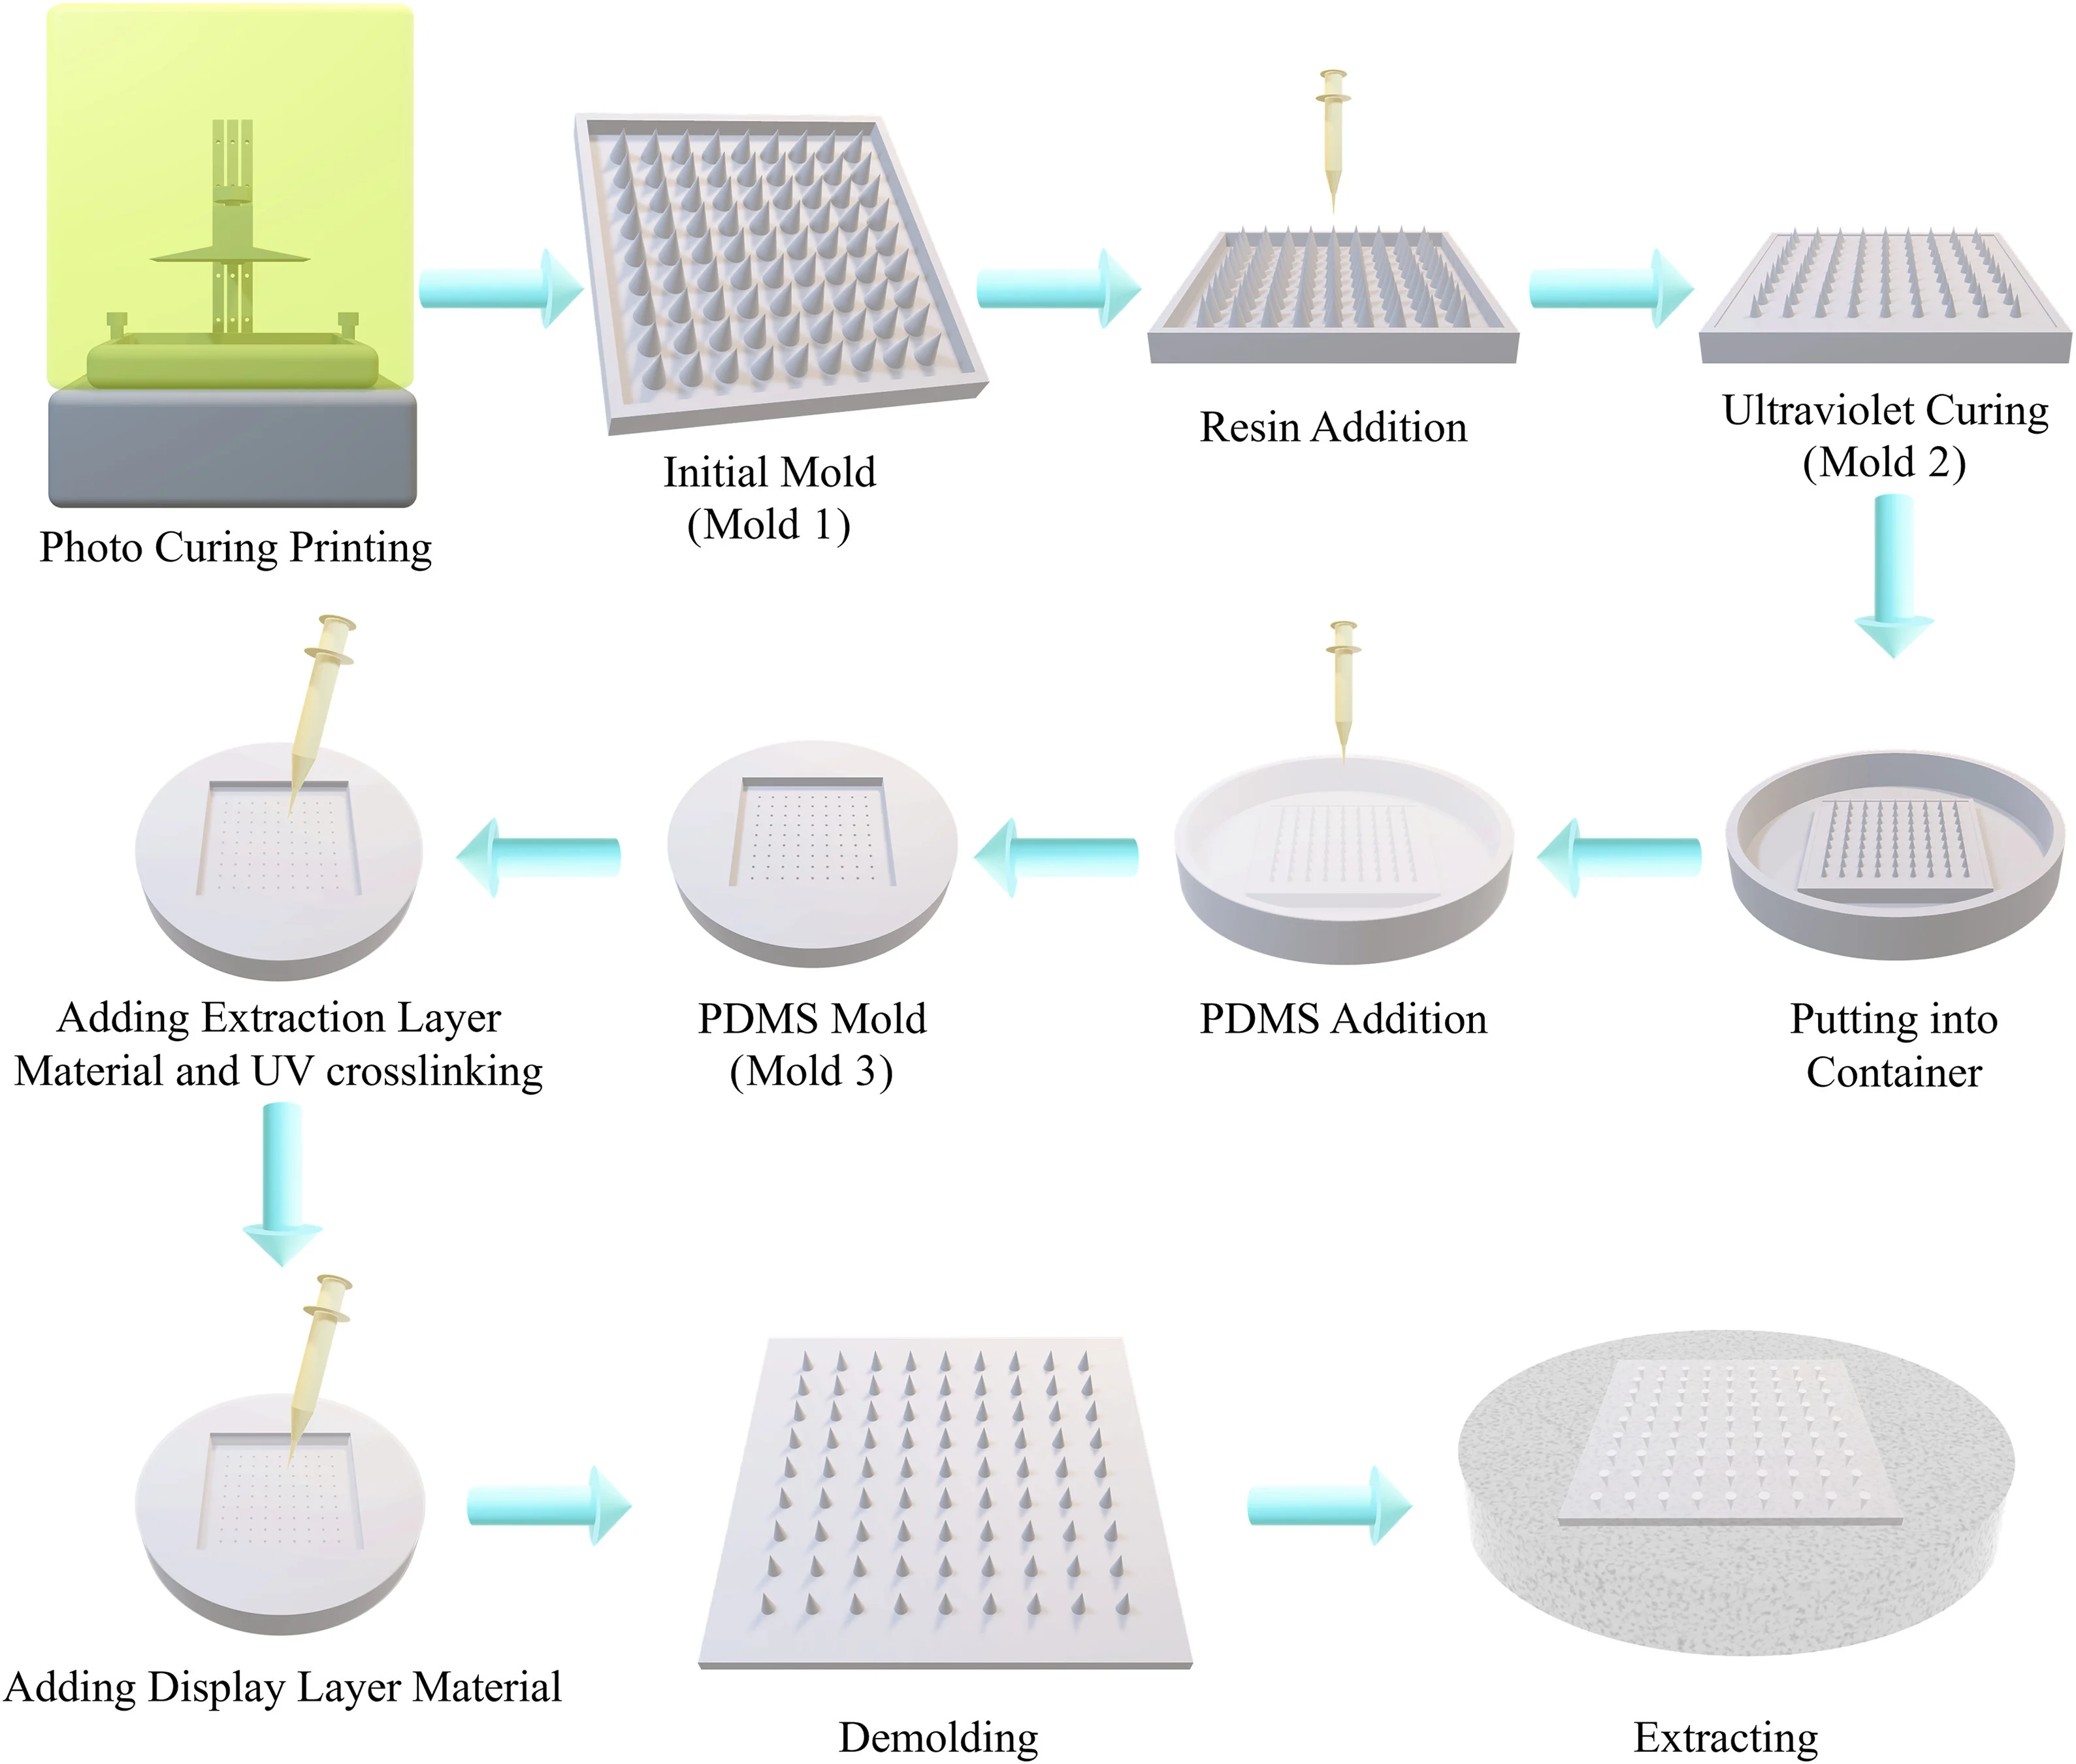 Photo Curing Printing
Initial Mold
(Mold 1)
Resin Addition
Ultraviolet Curing
(Mold 2)
Putting into
Container
PDMS Addition
PDMS Mold
(Mold 3)
Adding Extraction Layer
Material and UV crosslinking
Adding Display Layer Material
Demolding
Extracting